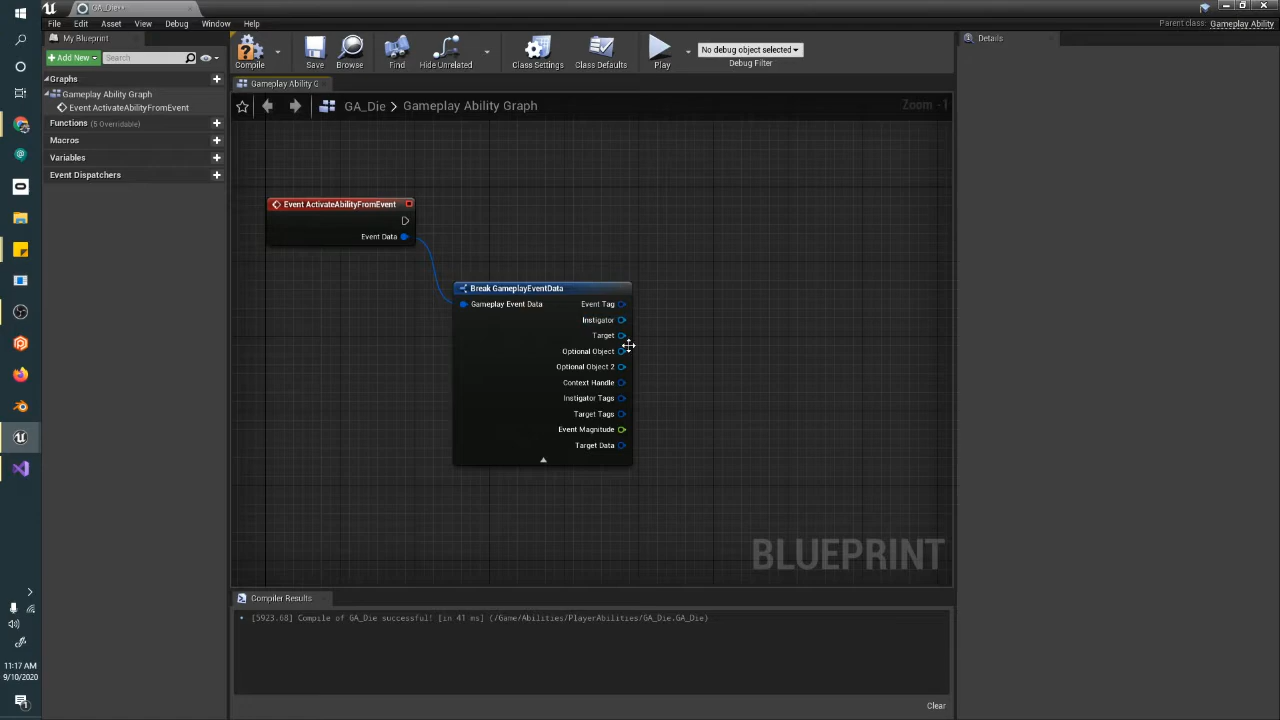 GA_Die*
File Edit Asset View Debug Window Help
Parent class: Gameplay Ability
My Blueprint
Details
Add New
Search
Compile
Save
Browse
Find
Hide Unrelated
Class Settings
Class Defaults
Play
No debug object selected
Debug Filter
Graphs
Gameplay Ability Graph
Event ActivateAbilityFromEvent
Functions (5 Overridable)
Macros
Variables
Event Dispatchers
Gameplay Ability G
GA_Die > Gameplay Ability Graph
Zoom -1
Event ActivateAbilityFromEvent
Event Data
Break GameplayEventData
Gameplay Event Data
Event Tag
Instigator
Target
Optional Object
Optional Object 2
Context Handle
Instigator Tags
Target Tags
Event Magnitude
Target Data
BLUEPRINT
Compiler Results
[5923.68] Compile of GA_Die successful! [in 41 ms] (/Game/Abilities/PlayerAbilities/GA_Die.GA_Die)
Clear
11:17 AM
9/10/2020